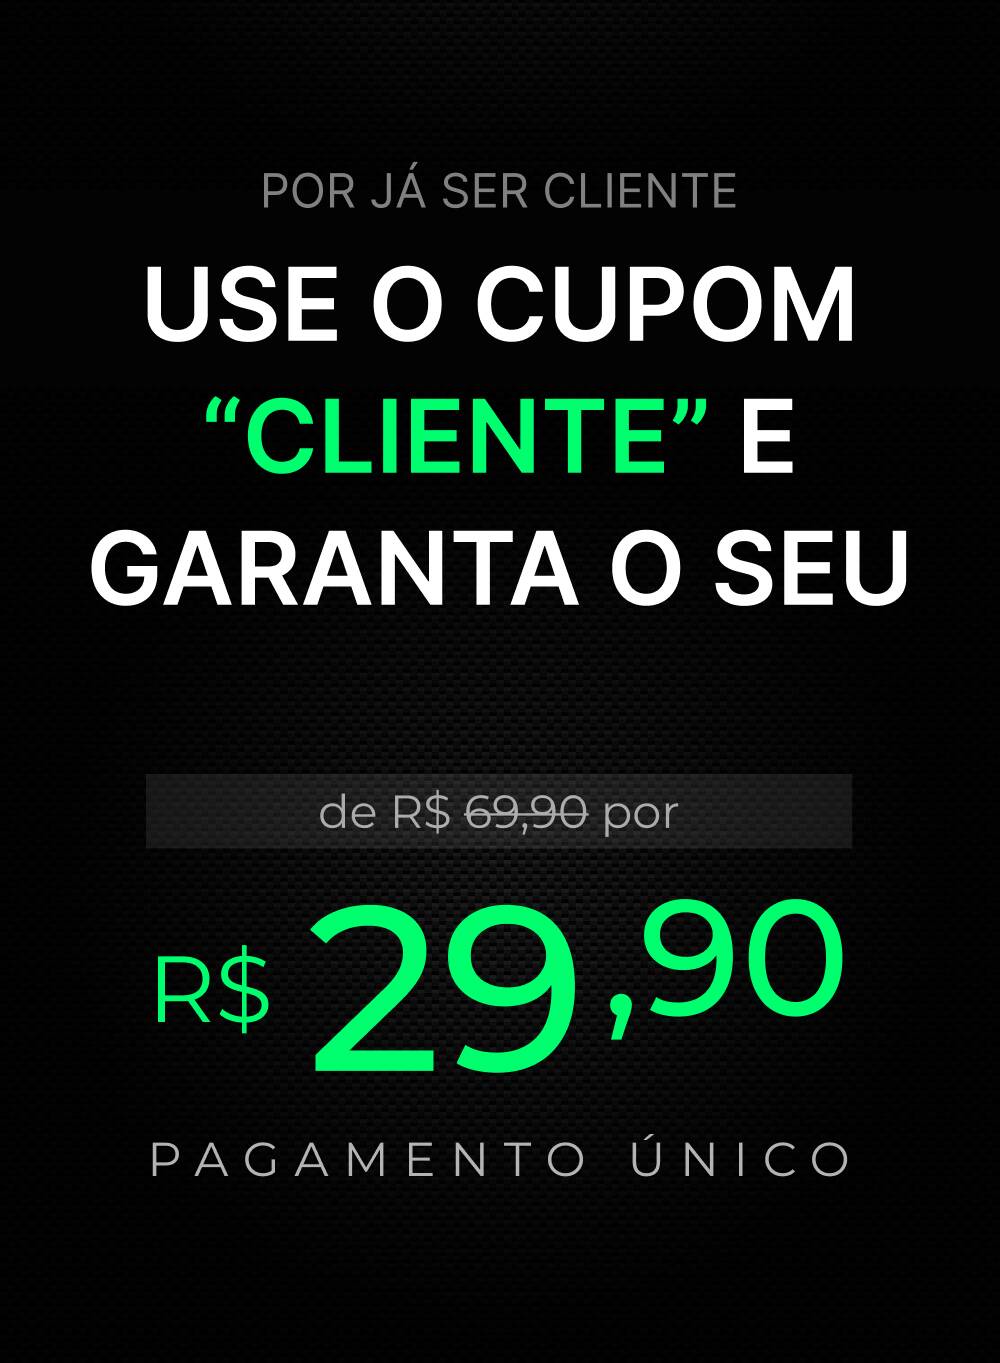 POR JÁ SER CLIENTE
USE O CUPOM
“CLIENTE” E
GARANTA O SEU
de R$ 69,90 por
R$ 29,90
PAGAMENTO ÚNICO